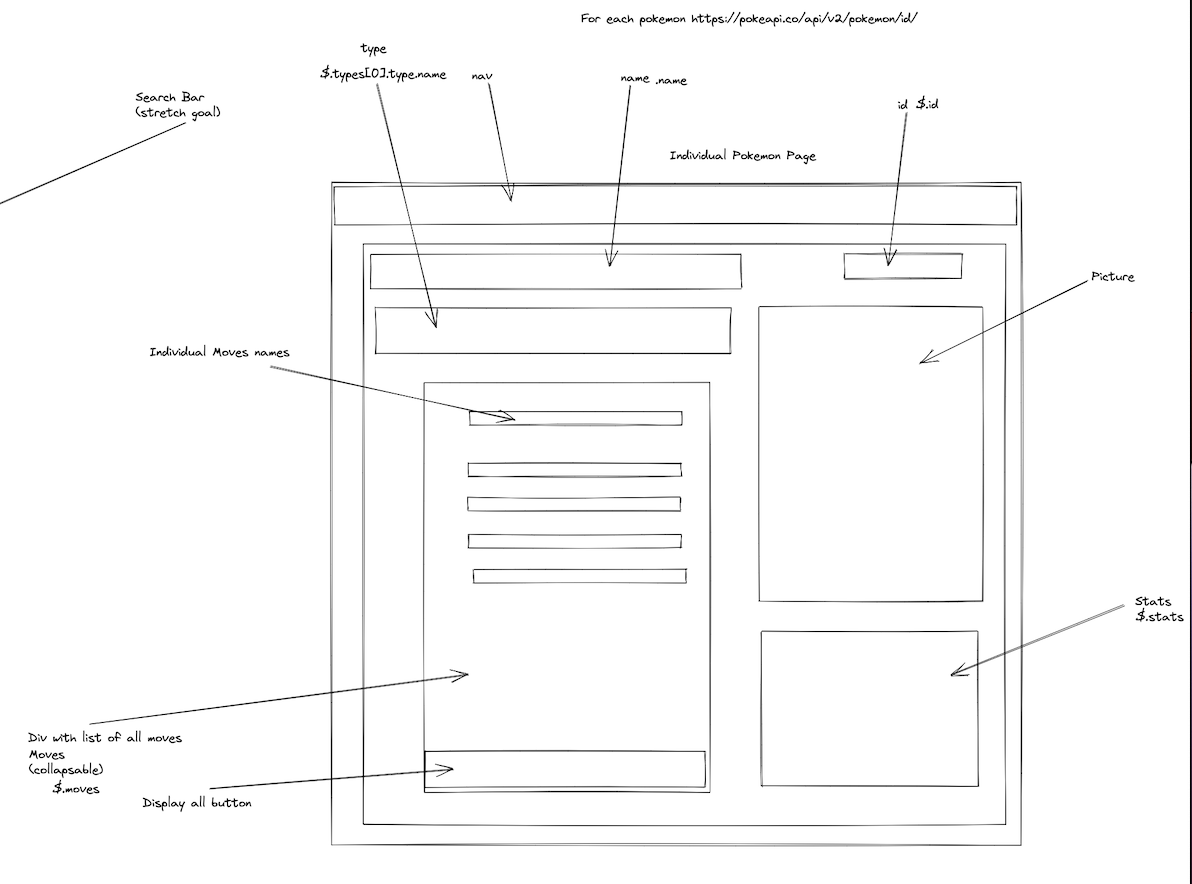 For each pokemon https://pokeapi.co/api/v2/pokemon/id/
type
$.types[0].type.name
nav
name .name
Search Bar
(stretch goal)
id $.id
Individual Pokemon Page
Picture
Individual Moves names
Stats
$.stats
Div with list of all moves
Moves
(collapsable)
$.moves
Display all button